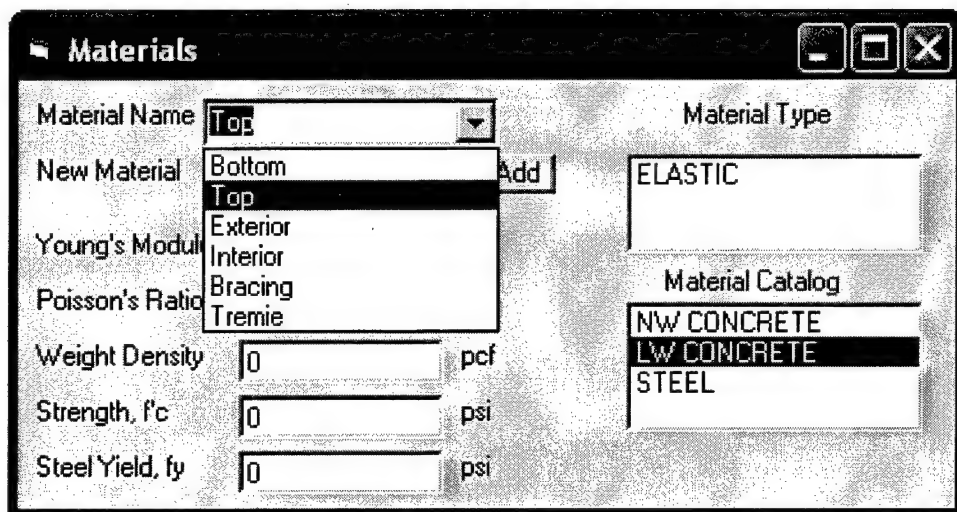 Materials
Material Name Top
Material Type
New Material Add
Bottom
Top
Exterior
Interior
Bracing
Tremie
ELASTIC
Young's Modul
Poisson's Ratio
Material Catalog
NW CONCRETE
LW CONCRETE
STEEL
Weight Density 0 pcf
Strength, f'c 0 psi
Steel Yield, fy 0 psi